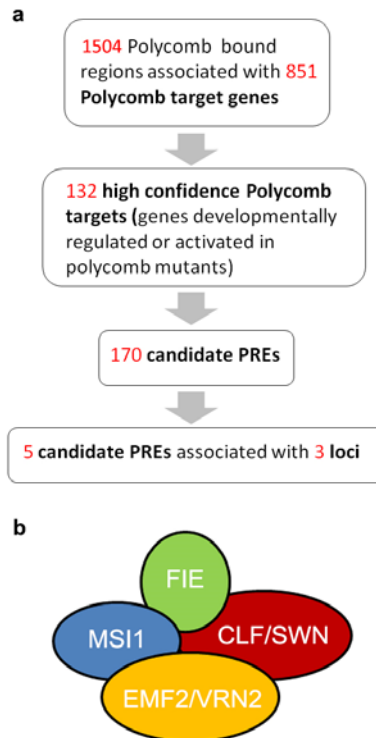 a
1504 Polycomb bound
regions associated with 851
Polycomb target genes
132 high confidence Polycomb
targets (genes developmentally
regulated or activated in
polycomb mutants)
170 candidate PREs
5 candidate PREs associated with 3 loci
b
FIE
MSI1
CLF/SWN
EMF2/VRN2